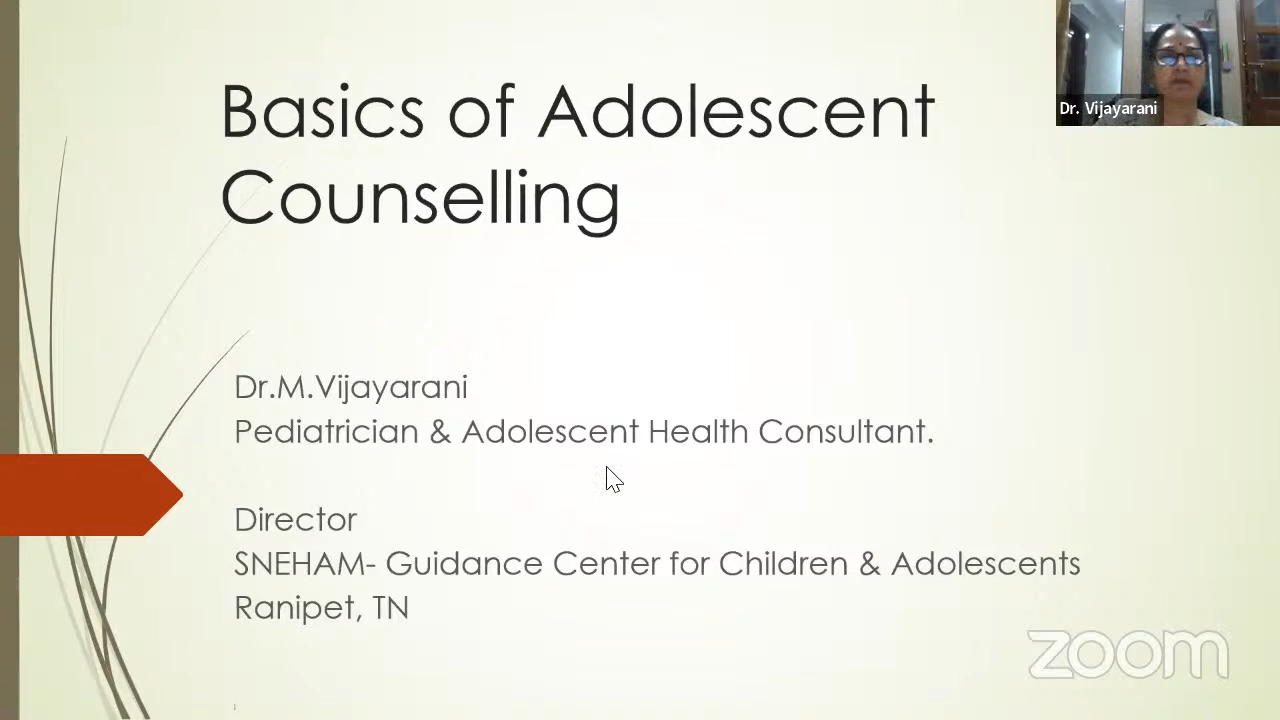 Basics of Adolescent
Counselling
Dr. Vijayarani
Dr.M.Vijayarani
Pediatrician & Adolescent Health Consultant.
Director
SNEHAM- Guidance Center for Children & Adolescents
Ranipet, TN
zoom